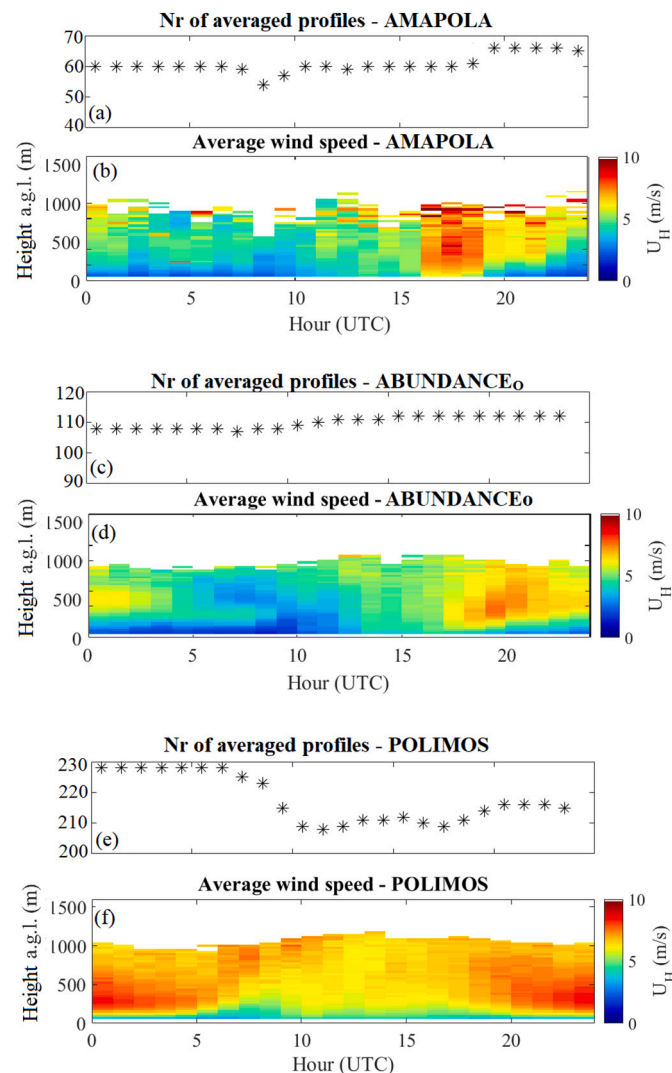 Nr of averaged profiles - AMAPOLA
70
60
50
40
(a)
Average wind speed - AMAPOLA
1500
1000
500
0
(b)
Height a.g.l. (m)
0 5 10 15 20
Hour (UTC)
10
5
0
U_H (m/s)
Nr of averaged profiles - ABUNDANCE_O
120
110
100
90
(c)
Average wind speed - ABUNDANCEo
1500
1000
500
0
(d)
Height a.g.l. (m)
0 5 10 15 20
Hour (UTC)
10
5
0
U_H (m/s)
Nr of averaged profiles - POLIMOS
230
220
210
200
(e)
Average wind speed - POLIMOS
1500
1000
500
0
(f)
Height a.g.l. (m)
0 5 10 15 20
Hour (UTC)
10
5
0
U_H (m/s)